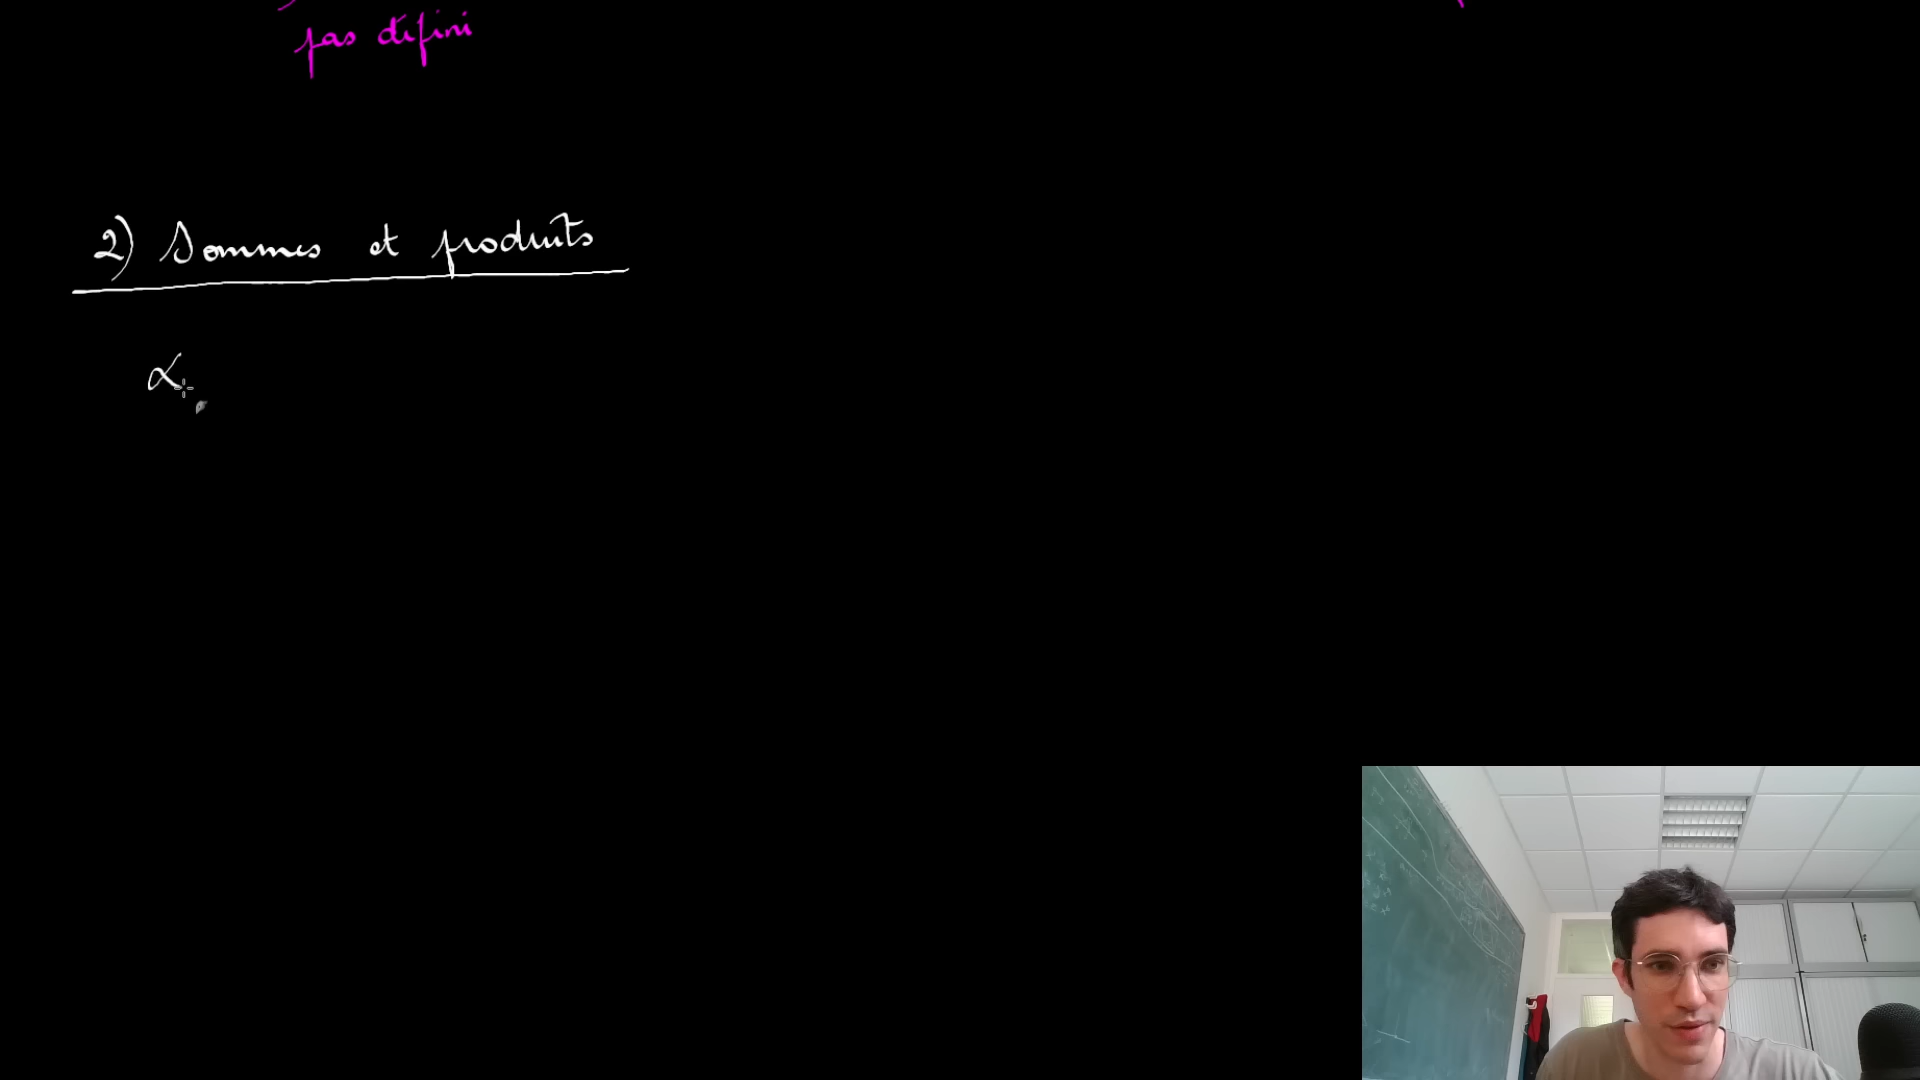 pas défini
2) Sommes et produits
α